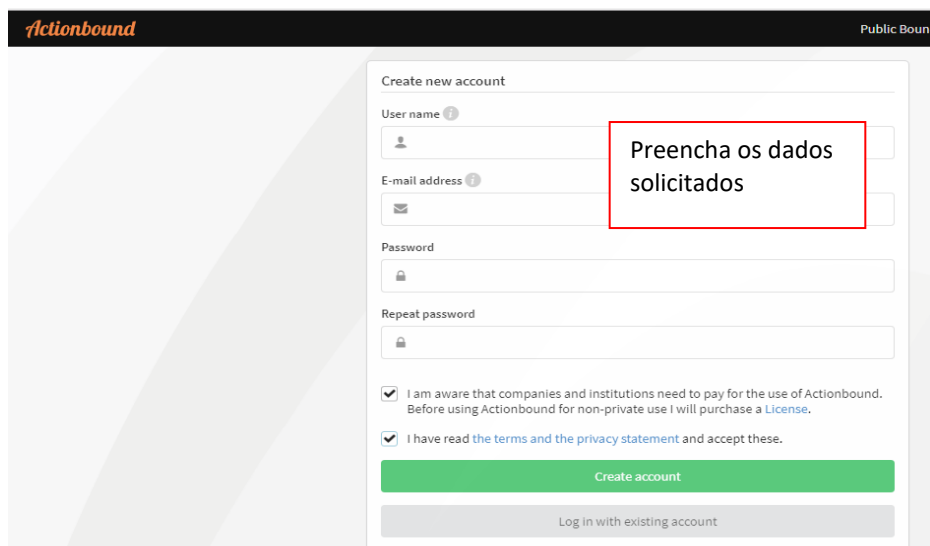 Actionbound
Public Boun
Create new account
User name
Preencha os dados
solicitados
E-mail address
Password
Repeat password
I am aware that companies and institutions need to pay for the use of Actionbound.
Before using Actionbound for non-private use I will purchase a License.
I have read the terms and the privacy statement and accept these.
Create account
Log in with existing account